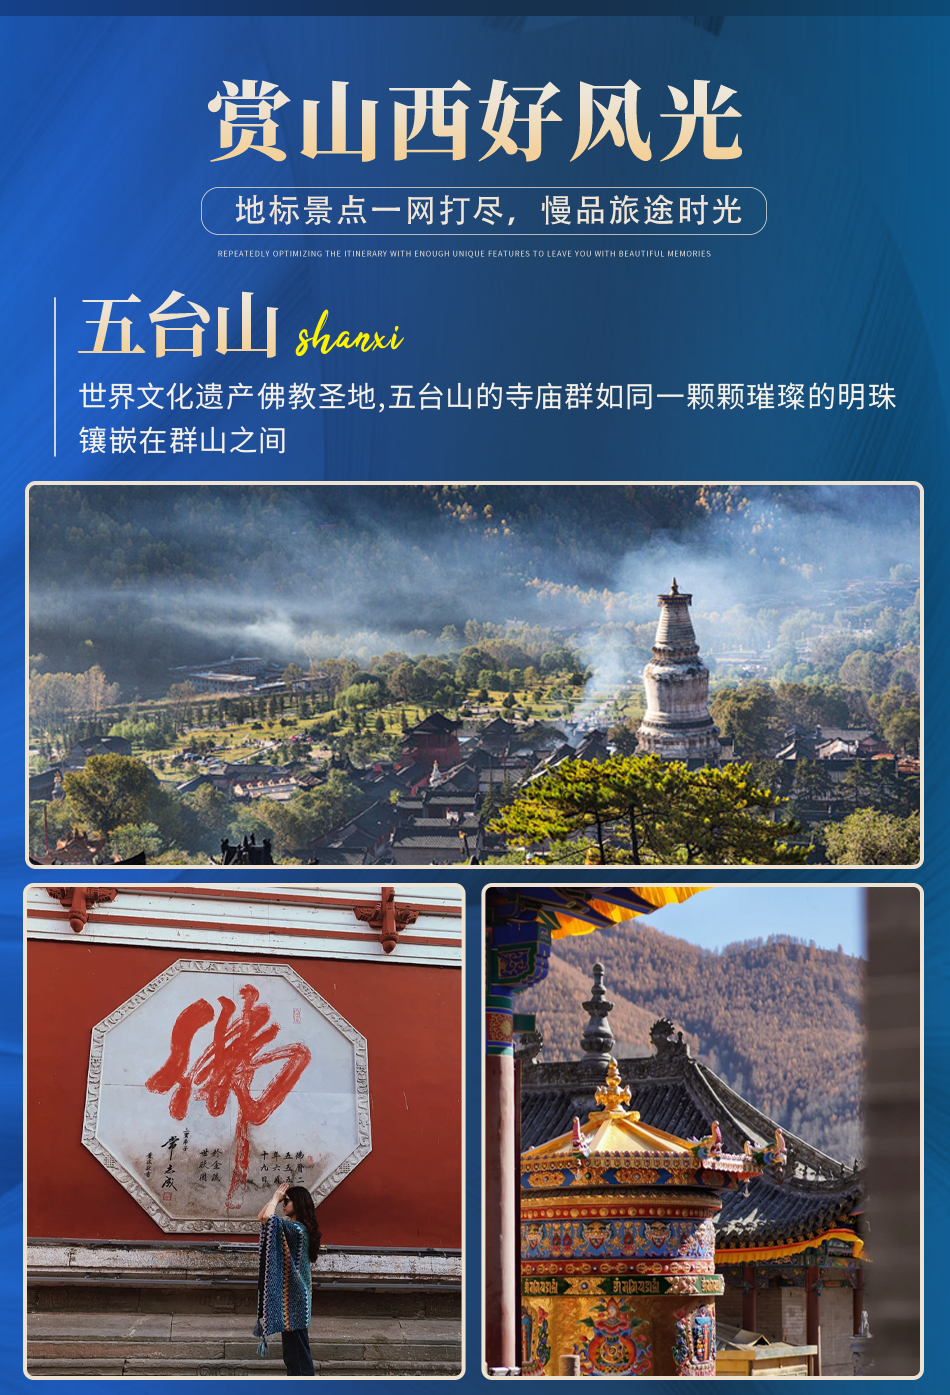 赏山西好风光
地标景点一网打尽，慢品旅途时光
REPEATEDLY OPTIMIZING THE ITINERARY WITH ENOUGH UNIQUE FEATURES TO LEAVE YOU WITH BEAUTIFUL MEMORIES
五台山 shanxi
世界文化遗产佛教圣地,五台山的寺庙群如同一颗颗璀璨的明珠
镶嵌在群山之间
佛